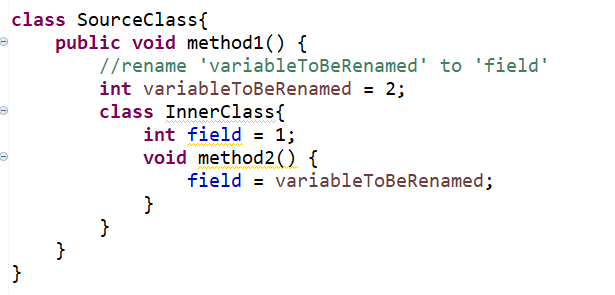 class SourceClass{
    public void method1() {
        //rename 'variableToBeRenamed' to 'field'
        int variableToBeRenamed = 2;
        class InnerClass{
            int field = 1;
            void method2() {
                field = variableToBeRenamed;
            }
        }
    }
}